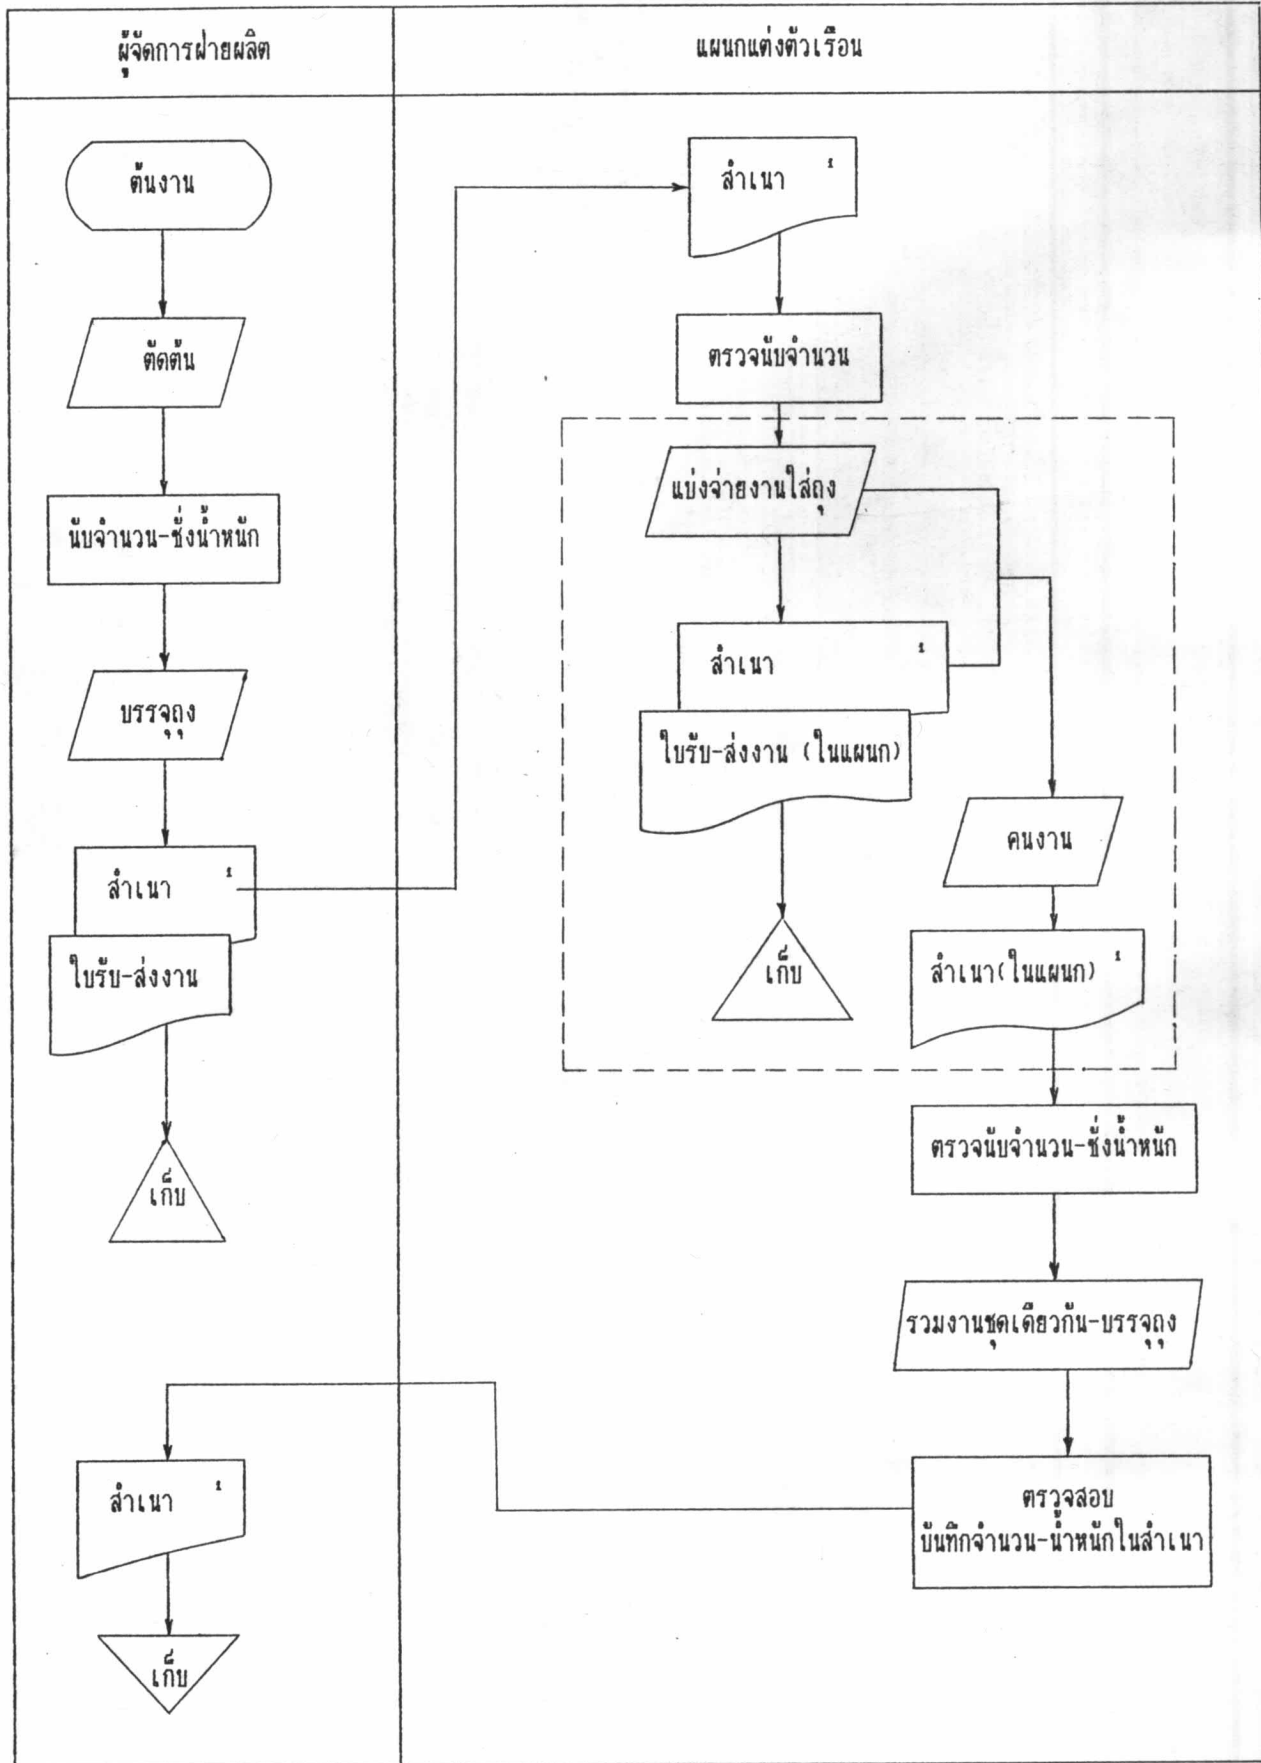 ผู้จัดการฝ่ายผลิต
แผนกแต่งตัวเรือน
ต้นงาน
ตัดต้น
นับจำนวน-ชั่งน้ำหนัก
บรรจุถุง
สำเนา 1
ใบรับ-ส่งงาน
เก็บ
สำเนา 1
ตรวจนับจำนวน
แบ่งจ่ายงานใส่ถุง
สำเนา 1
ใบรับ-ส่งงาน (ในแผนก)
เก็บ
คนงาน
สำเนา(ในแผนก) 1
ตรวจนับจำนวน-ชั่งน้ำหนัก
รวมงานชุดเดียวกัน-บรรจุถุง
ตรวจสอบ
บันทึกจำนวน-น้ำหนักในสำเนา
สำเนา 1
เก็บ